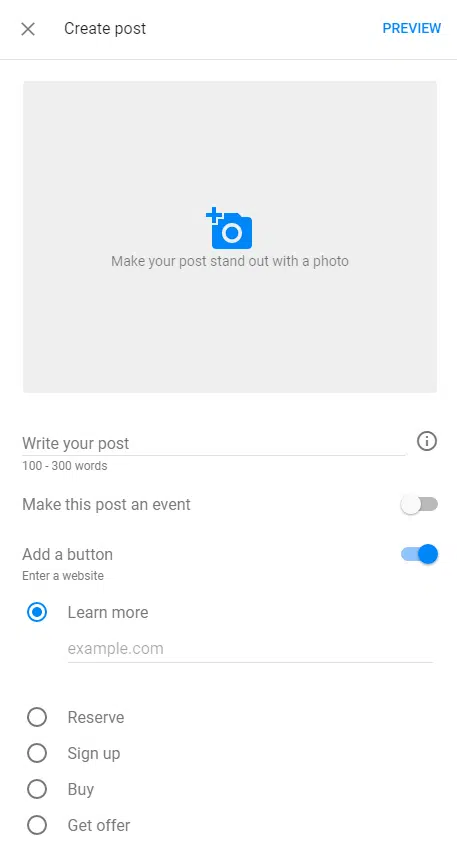 Create post
PREVIEW
Make your post stand out with a photo
Write your post
100 - 300 words
Make this post an event
Add a button
Enter a website
Learn more
example.com
Reserve
Sign up
Buy
Get offer